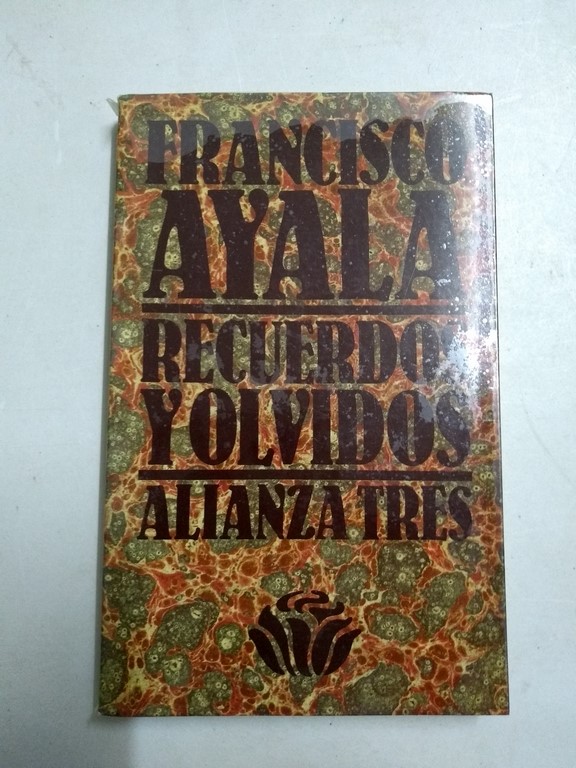 FRANCISCO
AYALA
RECUERDOS
Y OLVIDOS
ALIANZA TRES